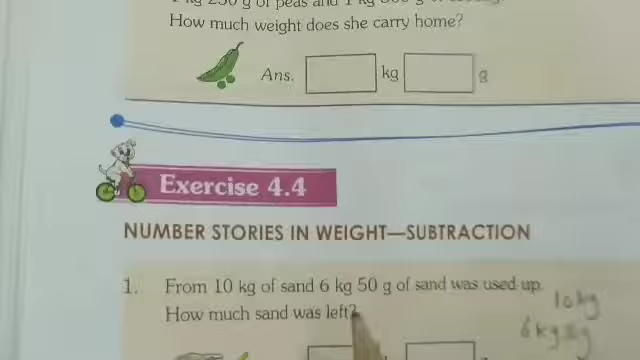 How much weight does she carry home?
Ans. kg g
Exercise 4.4
NUMBER STORIES IN WEIGHT—SUBTRACTION
1. From 10 kg of sand 6 kg 50 g of sand was used up.
How much sand was left?
10kg